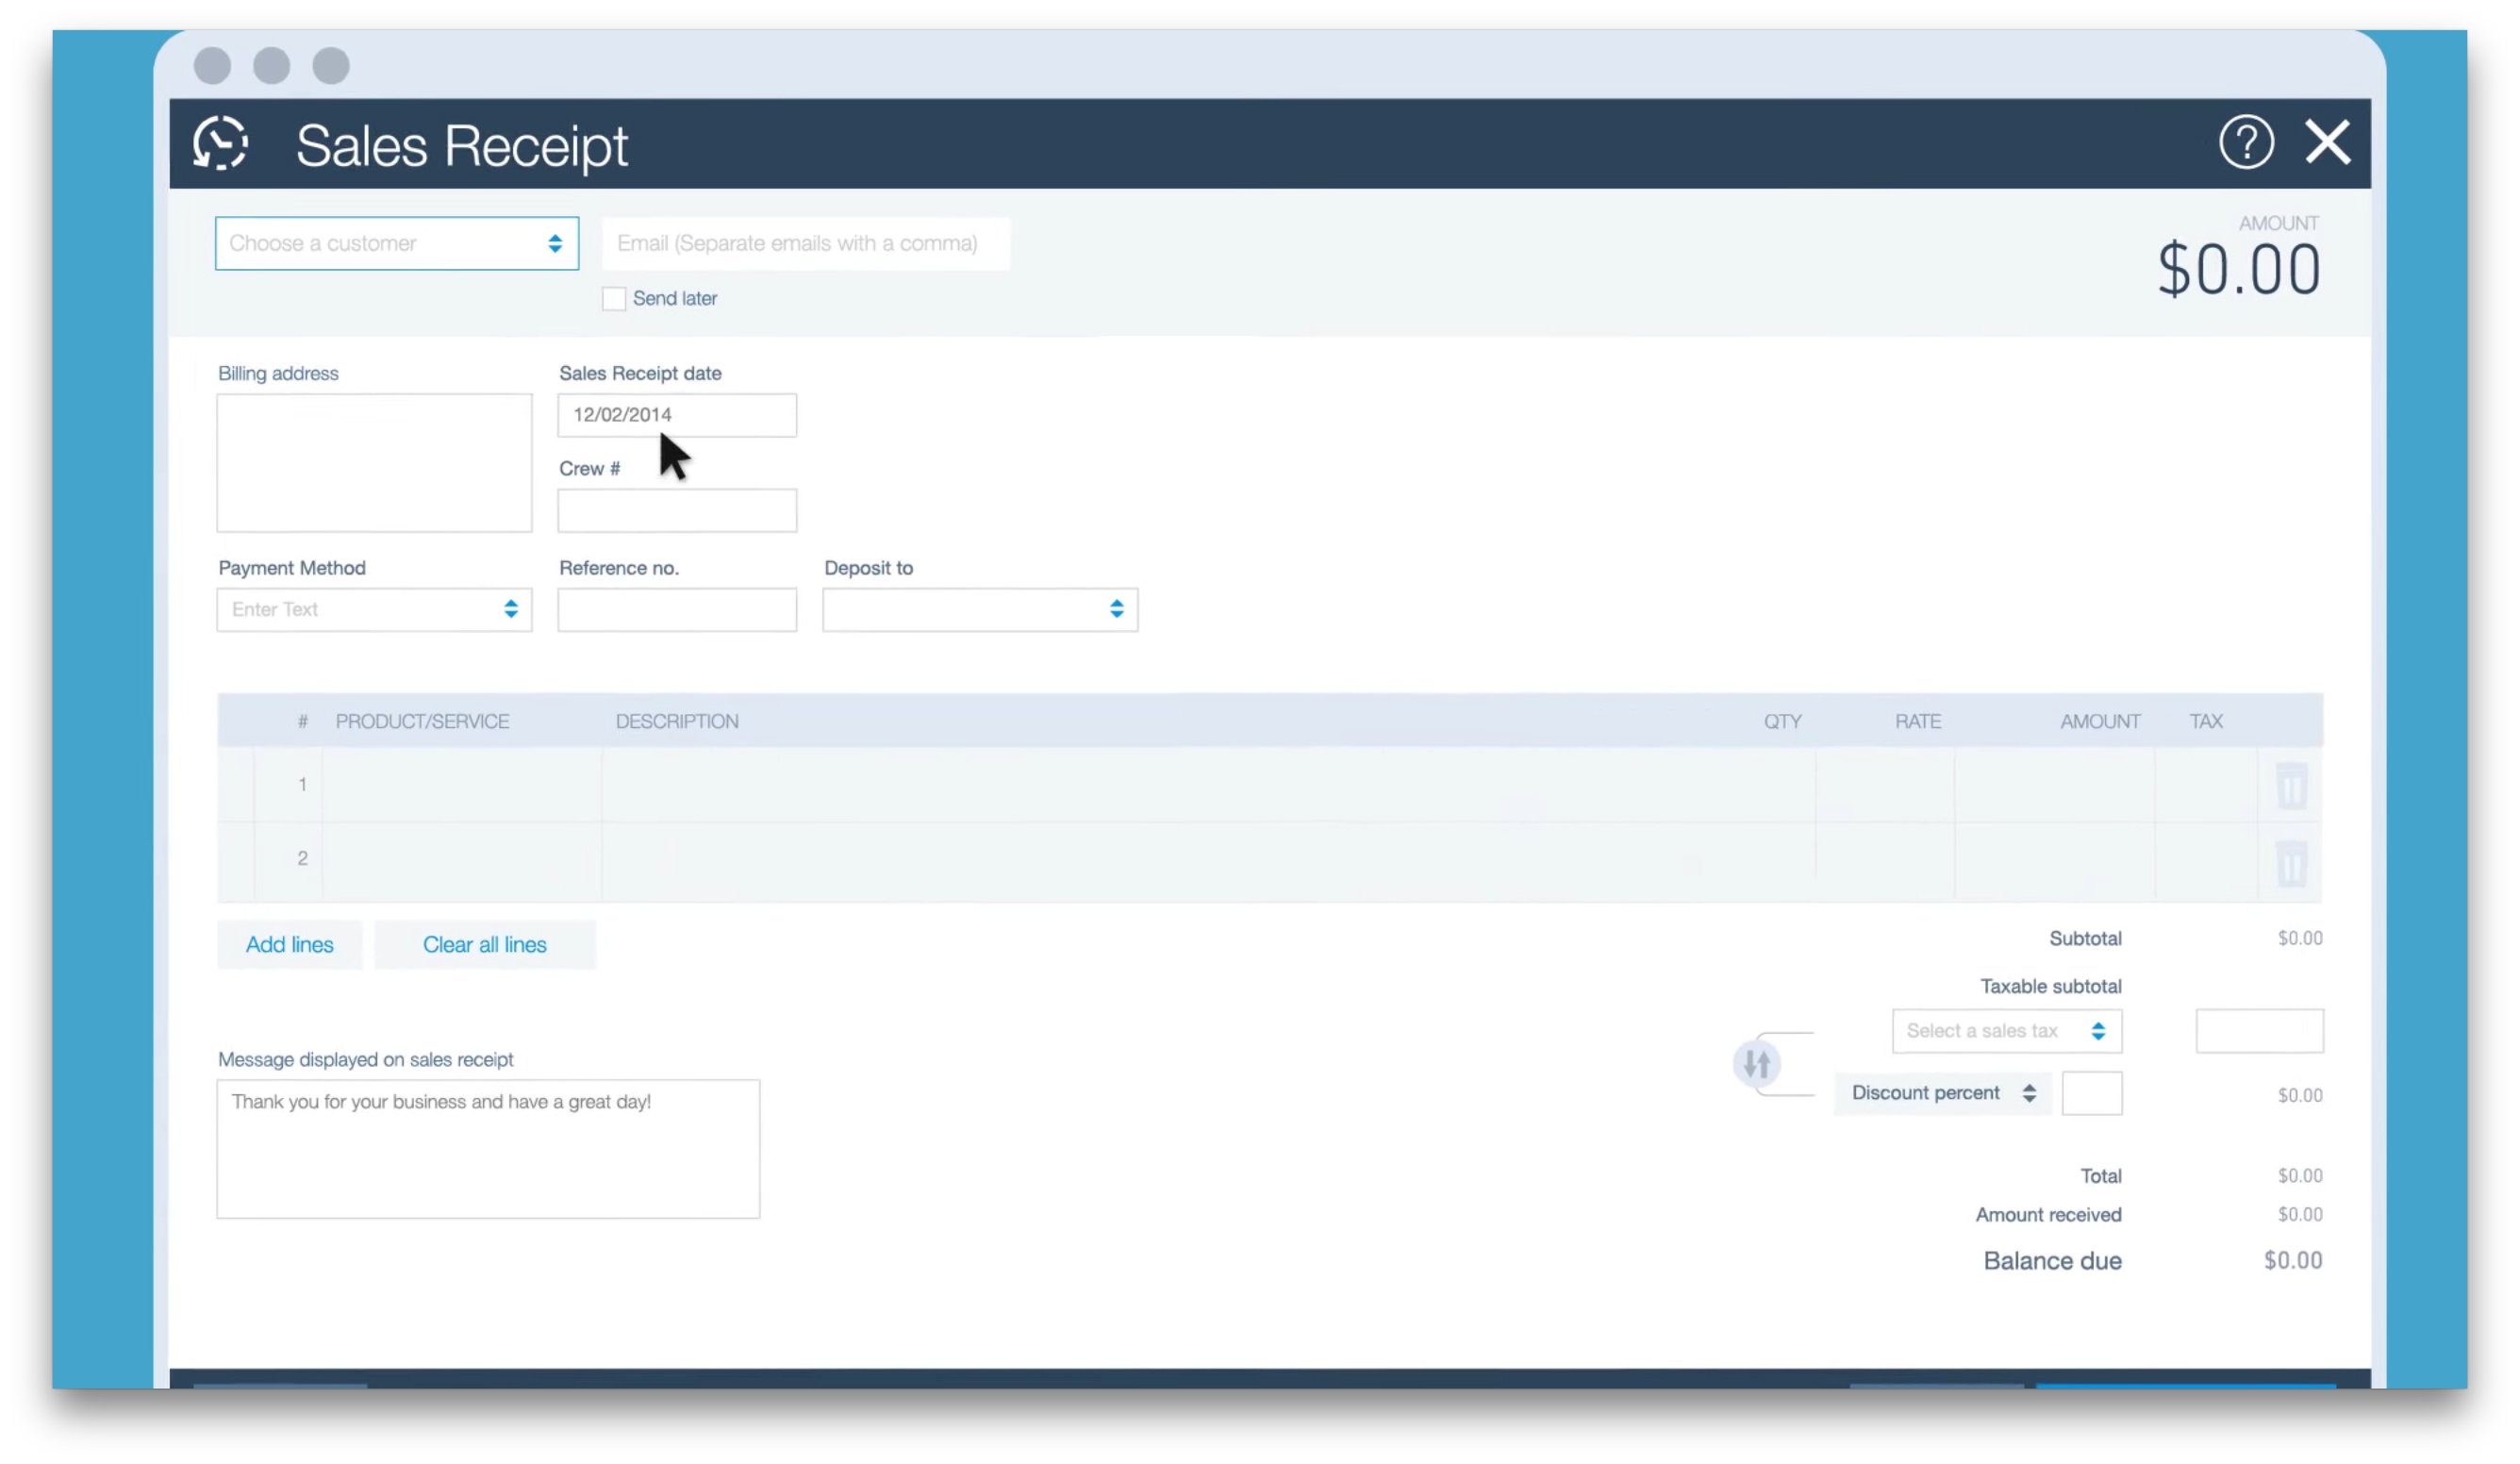 Sales Receipt
?
Choose a customer
Email (Separate emails with a comma)
AMOUNT
$0.00
Send later
Billing address
Sales Receipt date
12/02/2014
Crew #
Payment Method
Reference no.
Deposit to
Enter Text
# PRODUCT/SERVICE DESCRIPTION QTY RATE AMOUNT TAX
1
2
Add lines
Clear all lines
Subtotal $0.00
Taxable subtotal
Select a sales tax
Message displayed on sales receipt
Thank you for your business and have a great day!
Discount percent $0.00
Total $0.00
Amount received $0.00
Balance due $0.00